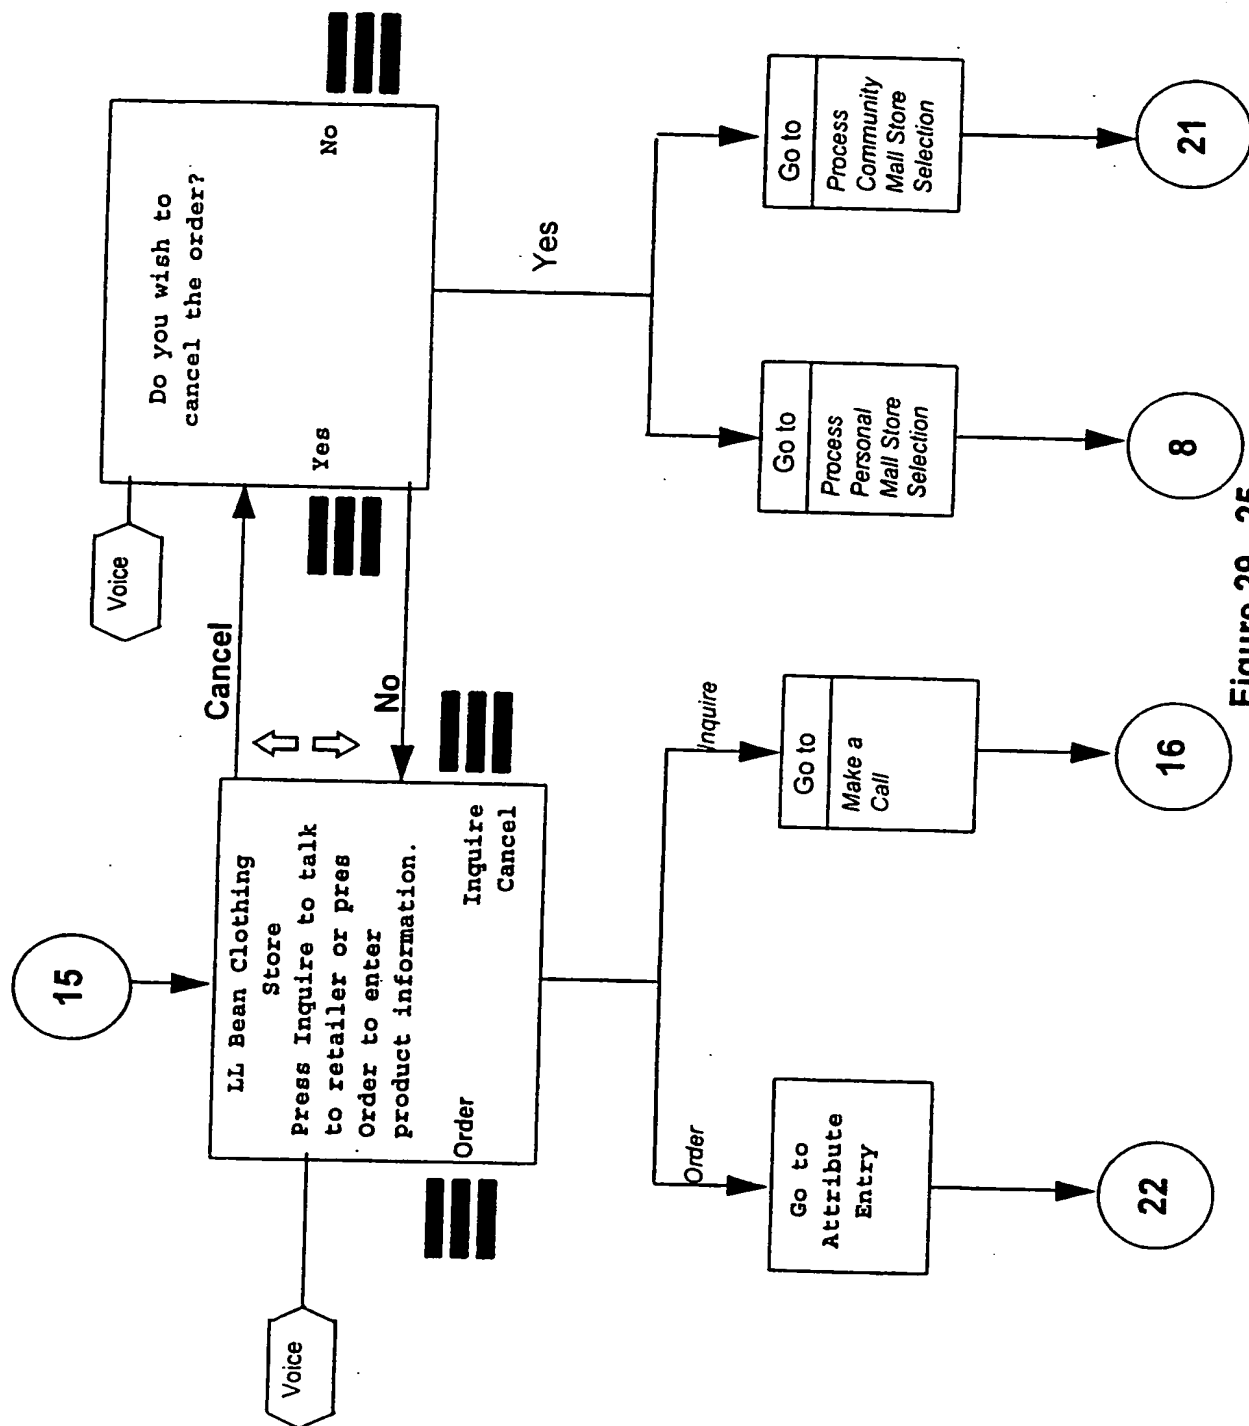 15
Voice
LL Bean Clothing
Store
Press Inquire to talk
to retailer or pres
Order to enter
product information.
Order
Inquire
Cancel
Cancel
No
Voice
Do you wish to
cancel the order?
Yes
No
Order
Inquire
Yes
Go to
Attribute
Entry
Go to
Make a
Call
Go to
Process
Personal
Mall Store
Selection
Go to
Process
Community
Mall Store
Selection
22
16
8
21
Figure 29 25